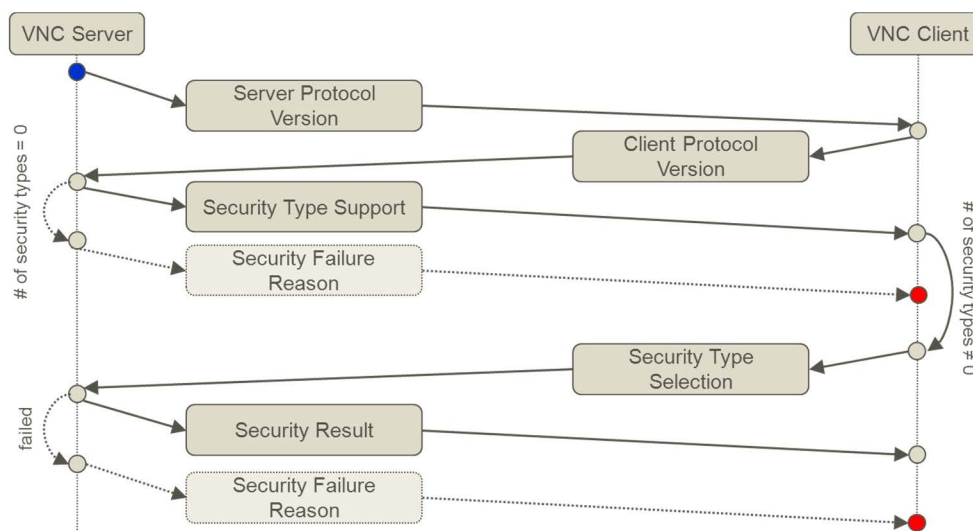 VNC Server
VNC Client
Server Protocol
Version
Client Protocol
Version
# of security types = 0
Security Type Support
# of security types ≠ 0
Security Failure
Reason
Security Type
Selection
failed
Security Result
Security Failure
Reason